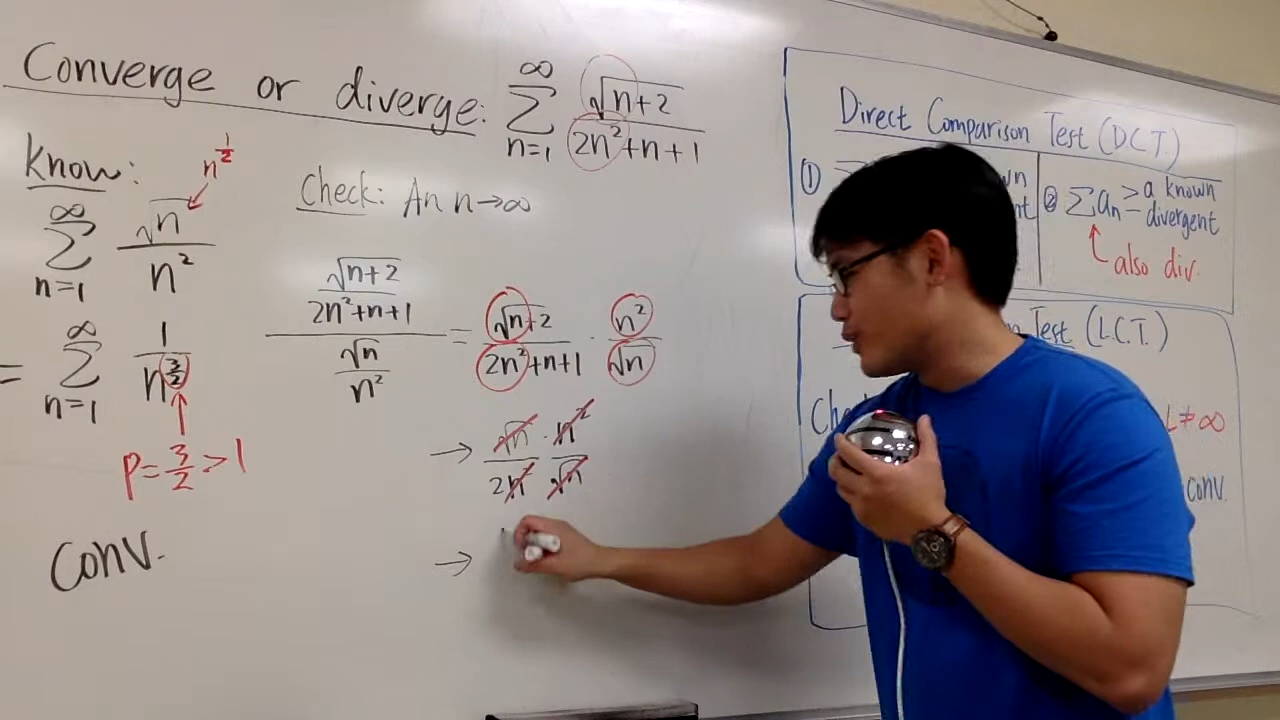 Converge or diverge: ∞ Σ n=1 √n+2 / 2n²+n+1
Know:
n^1/2
∞ Σ n=1 √n / n²
= ∞ Σ n=1 1 / n^3/2
P=3/2>1
Conv.
Check: An n→∞
√n+2 / 2n²+n+1 / √n / n² = √n+2 / 2n²+n+1 · n² / √n
→ √n / 2n² · n² / √n
→
Direct Comparison Test (D.C.T.)
①
② Σan ≥ a known divergent
also div.
Test (L.C.T.)
L≠∞
conv.